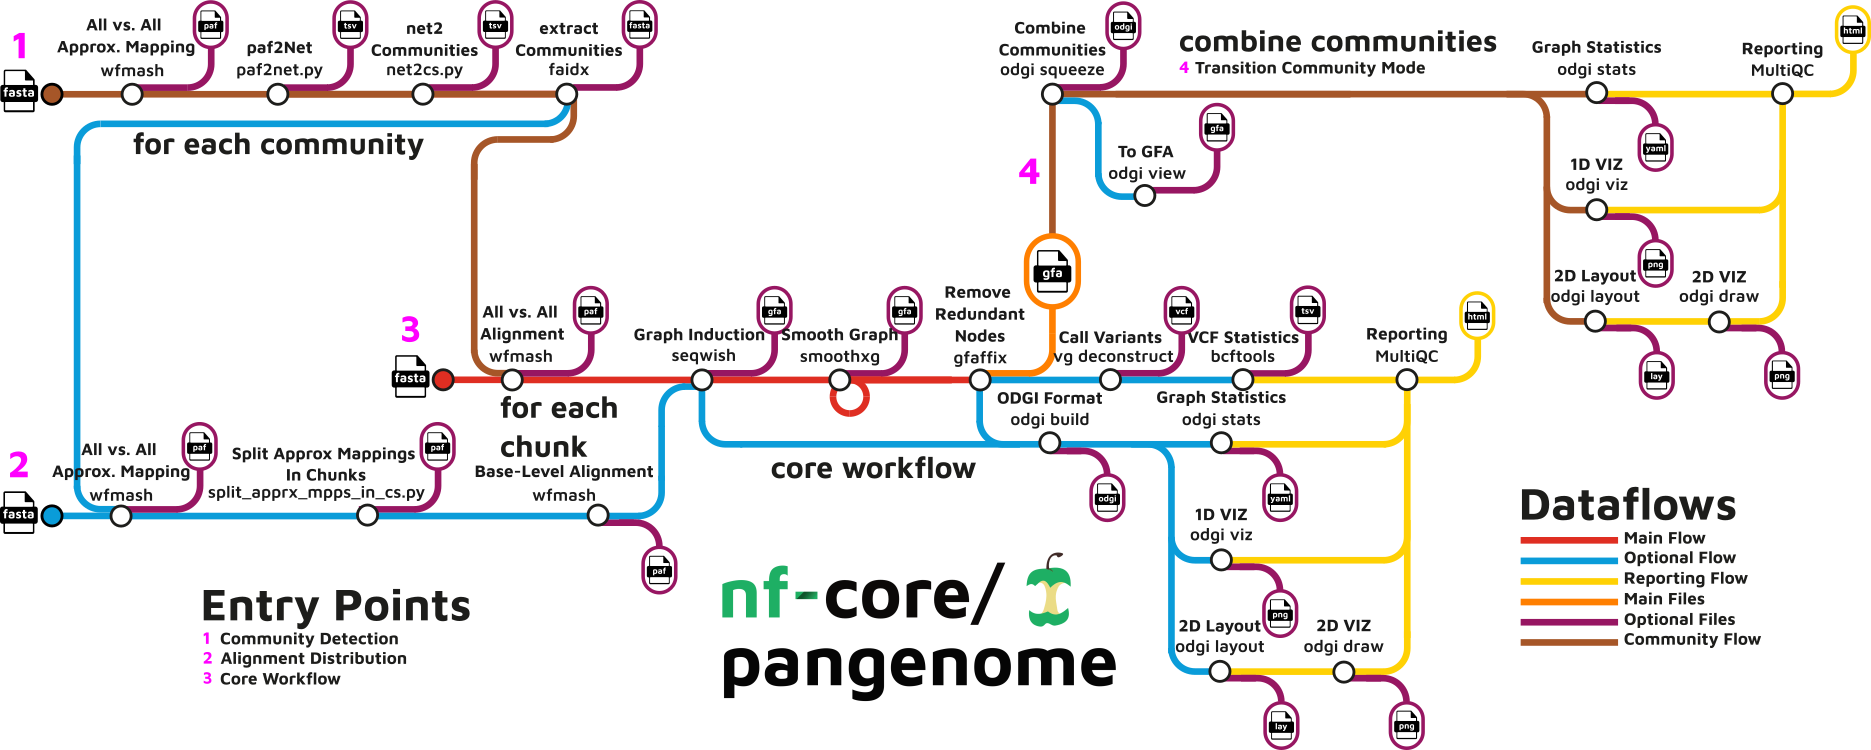 1
fasta
All vs. All
Approx. Mapping
wfmash
paf
paf2Net
paf2net.py
tsv
net2
Communities
net2cs.py
tsv
extract
Communities
faidx
fasta
for each community
Combine
Communities
odgi squeeze
odgi
combine communities
4 Transition Community Mode
To GFA
odgi view
gfa
4
gfa
Graph Statistics
odgi stats
yaml
Reporting
MultiQC
html
1D VIZ
odgi viz
png
2D Layout
odgi layout
lay
2D VIZ
odgi draw
png
3
fasta
All vs. All
Alignment
wfmash
paf
for each
chunk
Graph Induction
seqwish
gfa
Smooth Graph
smoothxg
gfa
Remove
Redundant
Nodes
gfaffix
Call Variants
vg deconstruct
vcf
VCF Statistics
bcftools
tsv
Reporting
MultiQC
html
2
fasta
All vs. All
Approx. Mapping
wfmash
paf
Split Approx Mappings
In Chunks
split_apprx_mpps_in_cs.py
paf
Base-Level Alignment
wfmash
paf
core workflow
ODGI Format
odgi build
odgi
Graph Statistics
odgi stats
yaml
1D VIZ
odgi viz
png
2D Layout
odgi layout
lay
2D VIZ
odgi draw
png
Entry Points
1 Community Detection
2 Alignment Distribution
3 Core Workflow
nf-core/
pangenome
Dataflows
Main Flow
Optional Flow
Reporting Flow
Main Files
Optional Files
Community Flow